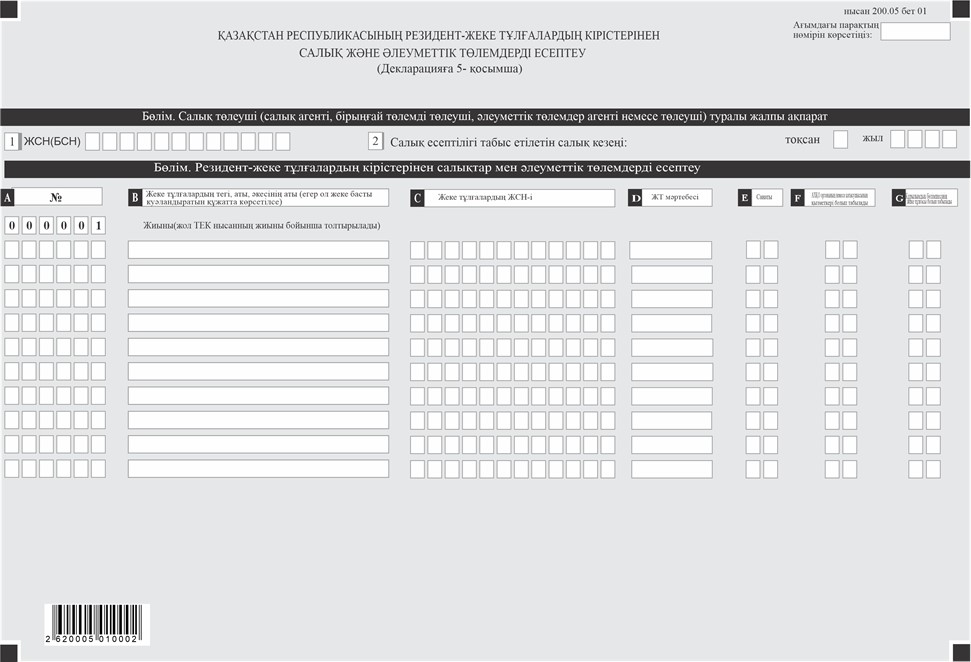 нысан 200.05 бет 01
Ағымдағы парақтың
нөмірін көрсетіңіз:
ҚАЗАҚСТАН РЕСПУБЛИКАСЫНЫҢ РЕЗИДЕНТ-ЖЕКЕ ТҰЛҒАЛАРДЫҢ КІРІСТЕРІНЕН
САЛЫҚ ЖӘНЕ ӘЛЕУМЕТТІК ТӨЛЕМДЕРДІ ЕСЕПТЕУ
(Декларацияға 5- қосымша)
Бөлім. Салық төлеуші (салық агенті, бірыңғай төлемді төлеуші, әлеуметтік төлемдер агенті немесе төлеуші) туралы жалпы ақпарат
1 ЖСН(БСН) 2 Салық есептілігі табыс етілетін салық кезеңі: тоқсан жыл
Бөлім. Резидент-жеке тұлғалардың кірістерінен салықтар мен әлеуметтік төлемдерді есептеу
A № B Жеке тұлғалардың тегі, аты, әкесінің аты (егер ол жеке басты
куәландыратын құжатта көрсетілсе)
C Жеке тұлғалардың ЖСН-і D ЖТ мәртебесі E Санаты F G
0 0 0 0 0 1 Жиыны(жол ТЕК нысанның жиыны бойынша толтырылады)
2 620005 010002